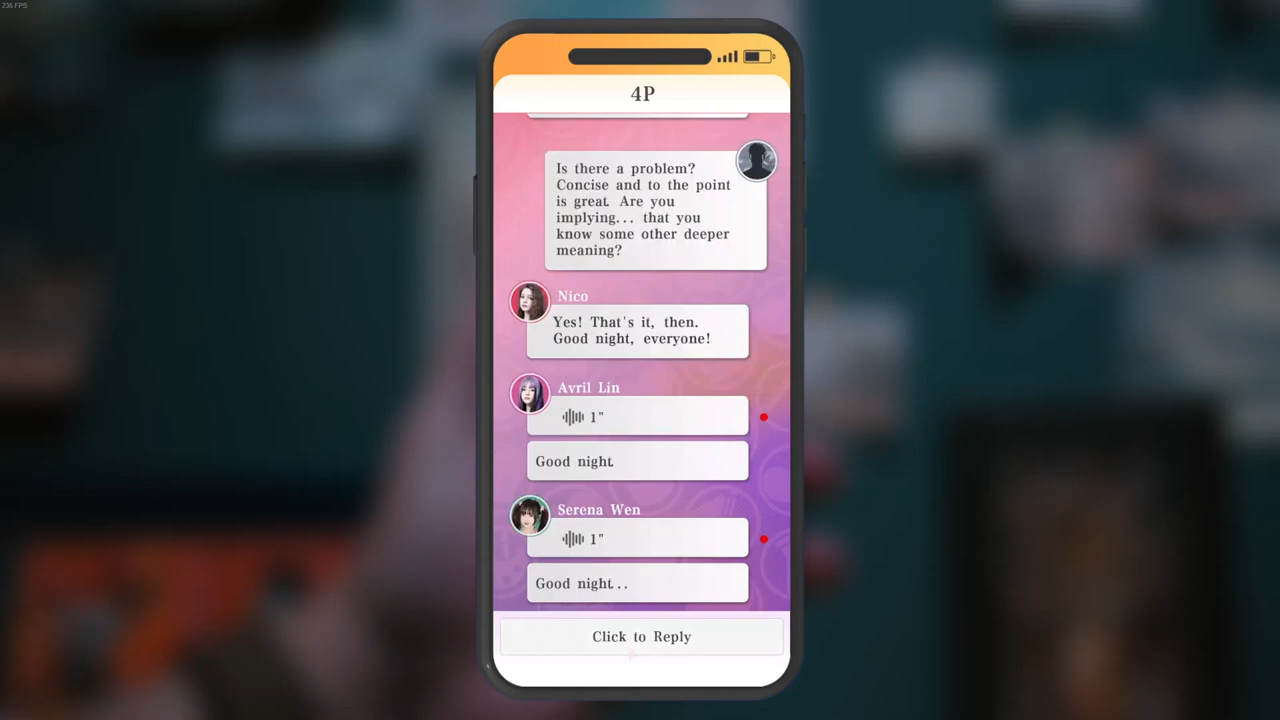 236 FPS
4P
Is there a problem?
Concise and to the point
is great. Are you
implying... that you
know some other deeper
meaning?
Nico
Yes! That's it, then.
Good night, everyone!
Avril Lin
1"
Good night.
Serena Wen
1"
Good night...
Click to Reply